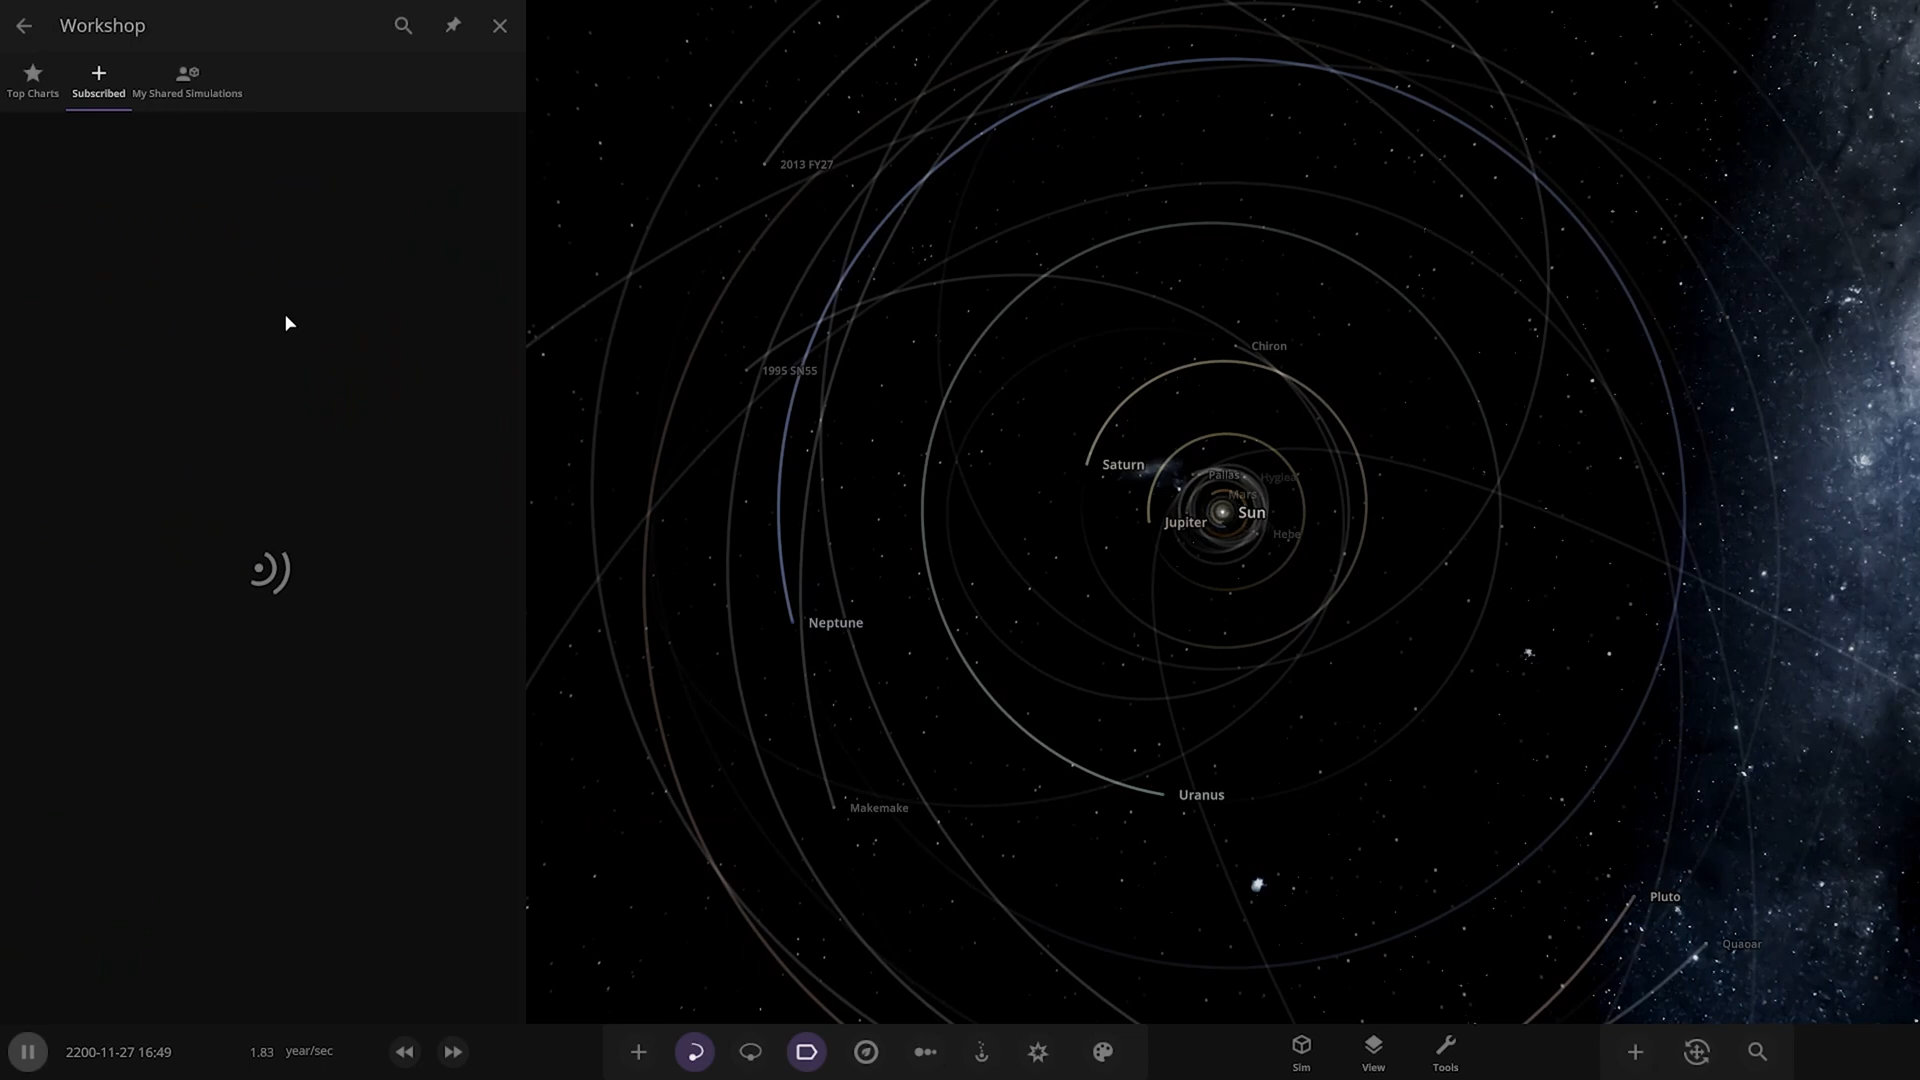 Workshop
Top Charts
Subscribed
My Shared Simulations
2013 FY27
Chiron
1995 SN55
Saturn
Pallas
Hygiea
Mars
Sun
Jupiter
Hebe
Neptune
Uranus
Makemake
Pluto
Quaoar
2200-11-27 16:49
1.83 year/sec
Sim
View
Tools